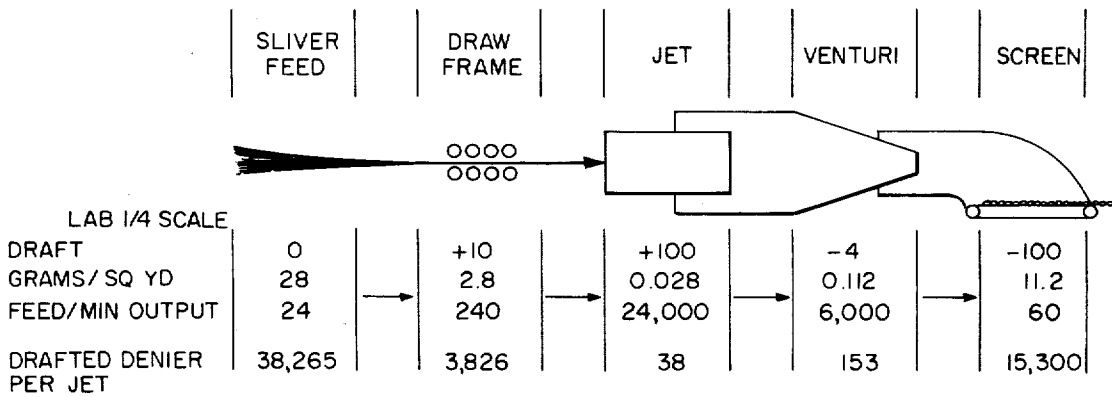 SLIVER FEED DRAW FRAME JET VENTURI SCREEN
LAB 1/4 SCALE
DRAFT 0 +10 +100 -4 -100
GRAMS/SQ YD 28 2.8 0.028 0.112 11.2
FEED/MIN OUTPUT 24 240 24,000 6,000 60
DRAFTED DENIER PER JET 38,265 3,826 38 153 15,300